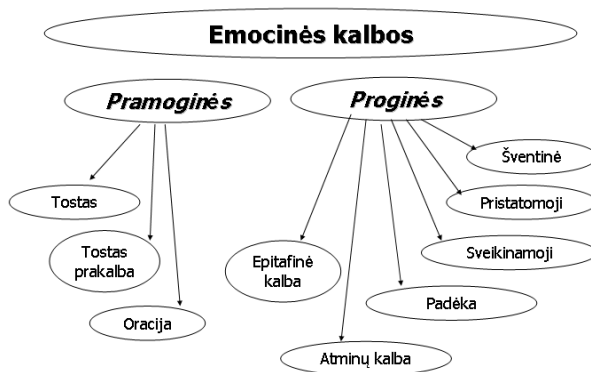 Emocinės kalbos
Pramoginės
Proginės
Tostas
Tostas
prakalba
Oracija
Epitafinė
kalba
Atminų kalba
Padėka
Sveikinamoji
Pristatomoji
Šventinė